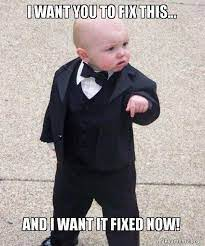 I WANT YOU TO FIX THIS...
AND I WANT IT FIXED NOW!